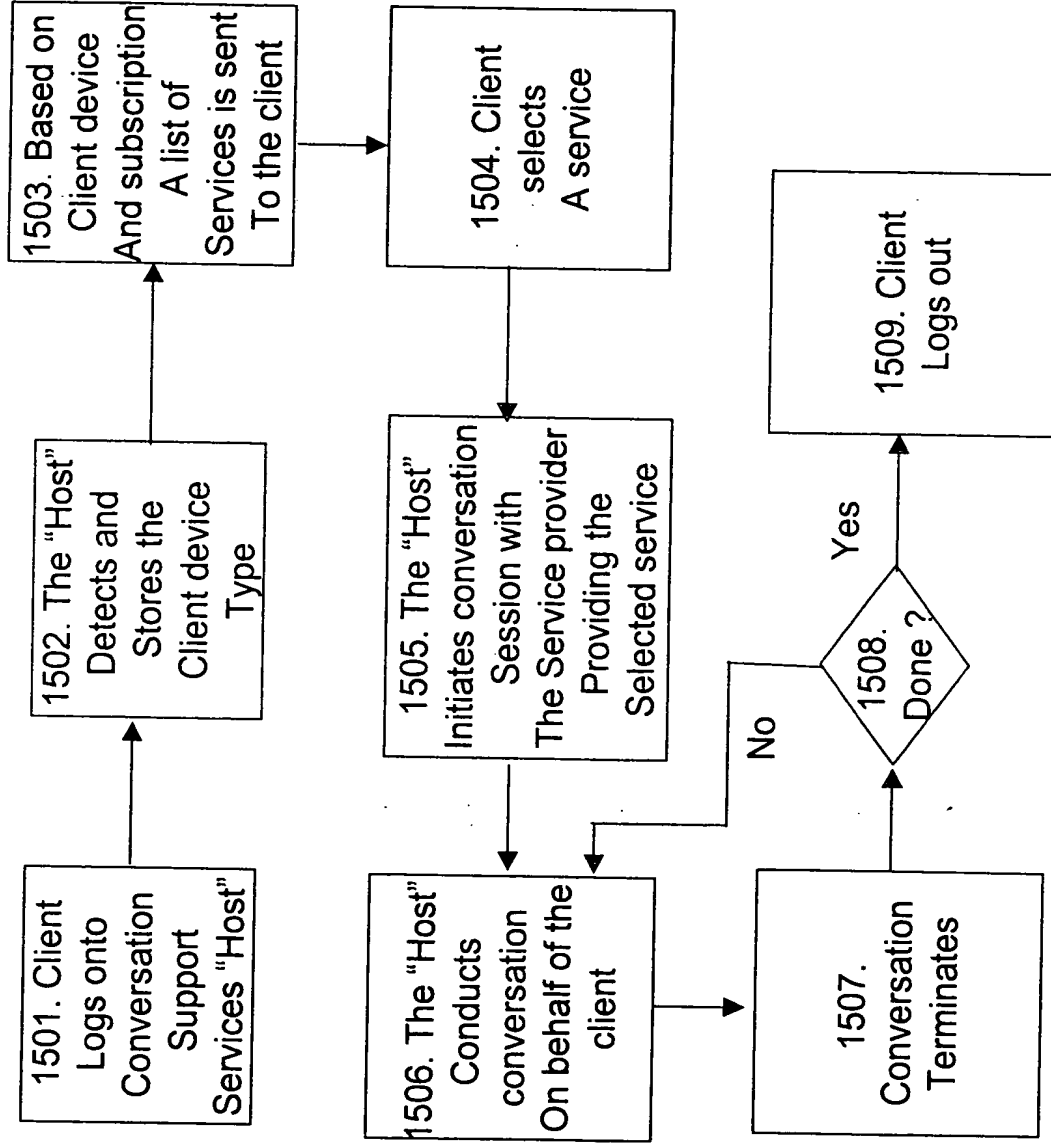 1501. Client
Logs onto
Conversation
Support
Services “Host”
1502. The “Host”
Detects and
Stores the
Client device
Type
1503. Based on
Client device
And subscription
A list of
Services is sent
To the client
1504. Client
selects
A service
1505. The “Host”
Initiates conversation
Session with
The Service provider
Providing the
Selected service
1506. The “Host”
Conducts
conversation
On behalf of the
client
1507.
Conversation
Terminates
1508.
Done ?
No
Yes
1509. Client
Logs out